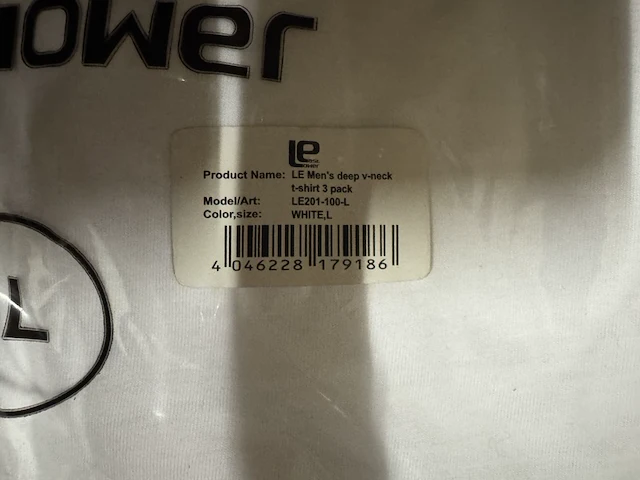 ower
LE
Product Name: LE Men's deep v-neck
t-shirt 3 pack
Model/Art: LE201-100-L
Color,size: WHITE,L
4 046228 179186
L